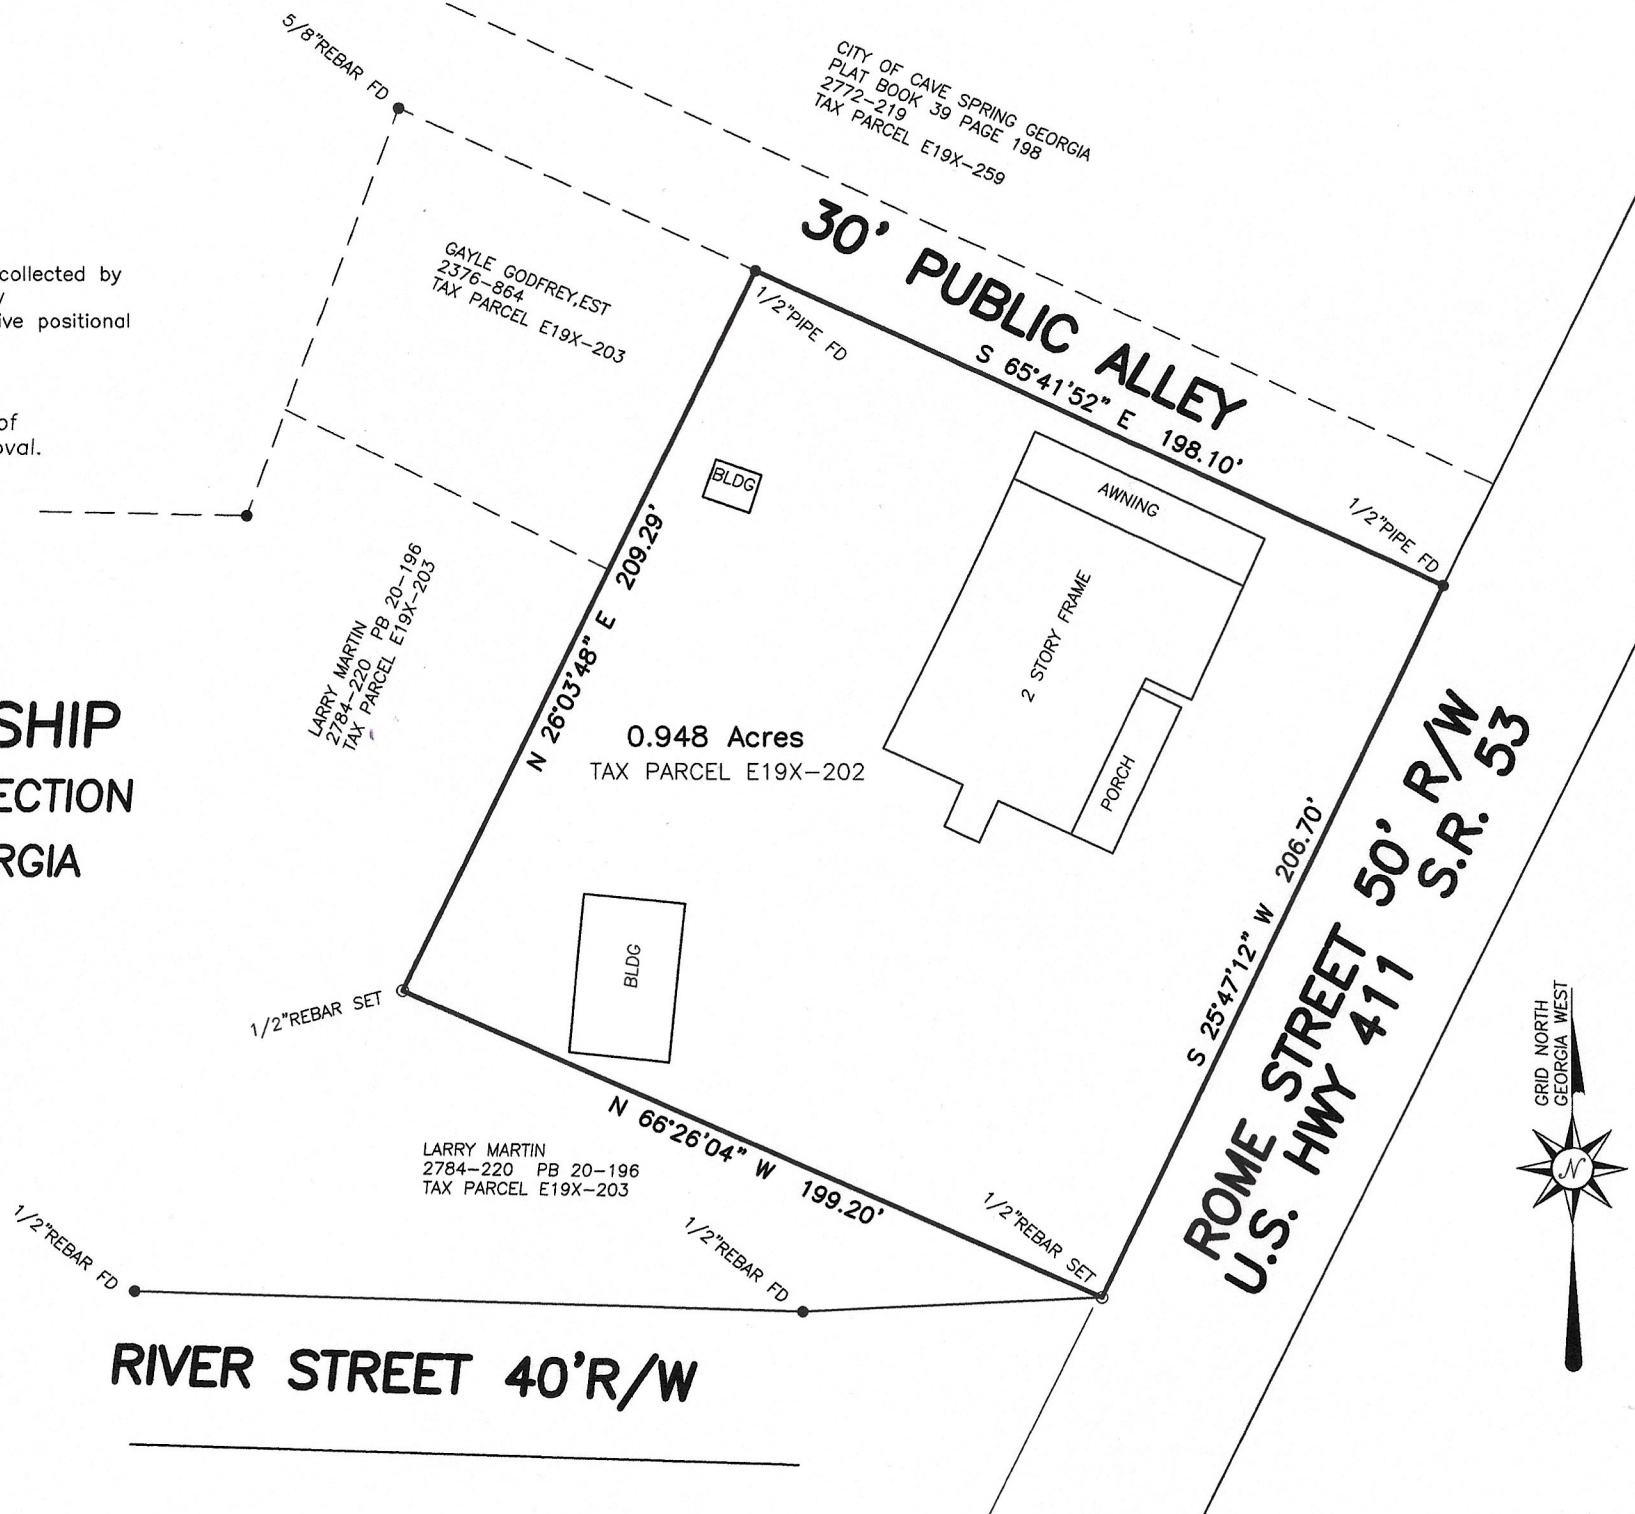 5/8"REBAR FD
CITY OF CAVE SPRING GEORGIA
PLAT BOOK 39 PAGE 198
2772-219
TAX PARCEL E19X-259
30' PUBLIC ALLEY
S 65°41'52" E 198.10'
GAYLE GODFREY,EST
2376-864
TAX PARCEL E19X-203
1/2"PIPE FD
1/2"PIPE FD
collected by
ive positional
of
oval.
BLDG
AWNING
2 STORY FRAME
PORCH
N 26°03'48" E 209.29'
LARRY MARTIN
2784-220 PB 20-196
TAX PARCEL E19X-203
SHIP
ECTION
RGIA
0.948 Acres
TAX PARCEL E19X-202
S 25°47'12" W 206.70'
ROME STREET 50' R/W
U.S. HWY 411 S.R. 53
BLDG
1/2"REBAR SET
N 66°26'04" W 199.20'
GRID NORTH
GEORGIA WEST
N
LARRY MARTIN
2784-220 PB 20-196
TAX PARCEL E19X-203
1/2"REBAR FD
1/2"REBAR FD
1/2"REBAR SET
RIVER STREET 40'R/W